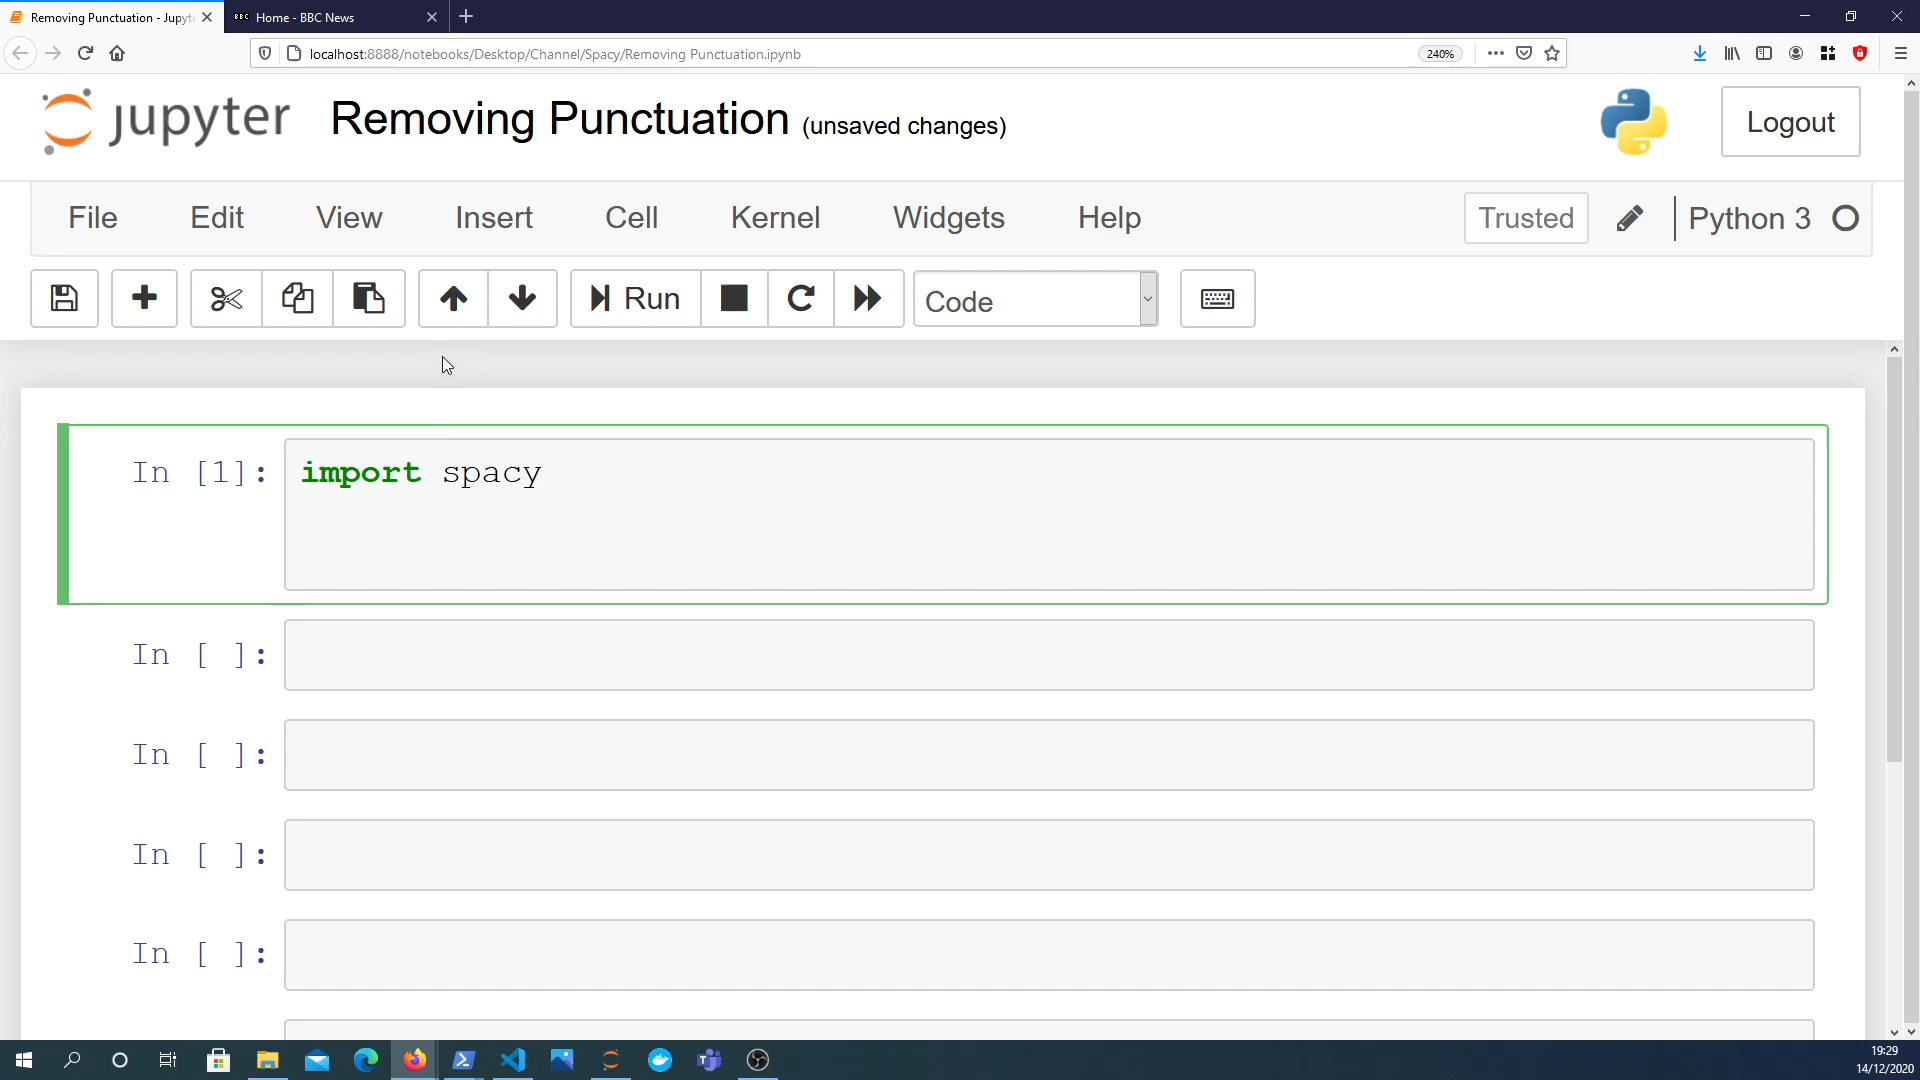 Removing Punctuation - Jupyt
BBC Home - BBC News
localhost:8888/notebooks/Desktop/Channel/Spacy/Removing Punctuation.ipynb
240%
jupyter Removing Punctuation (unsaved changes)
Logout
File Edit View Insert Cell Kernel Widgets Help
Trusted
Python 3
Run
Code
In [1]: import spacy
In [ ]:
In [ ]:
In [ ]:
In [ ]:
19:29
14/12/2020